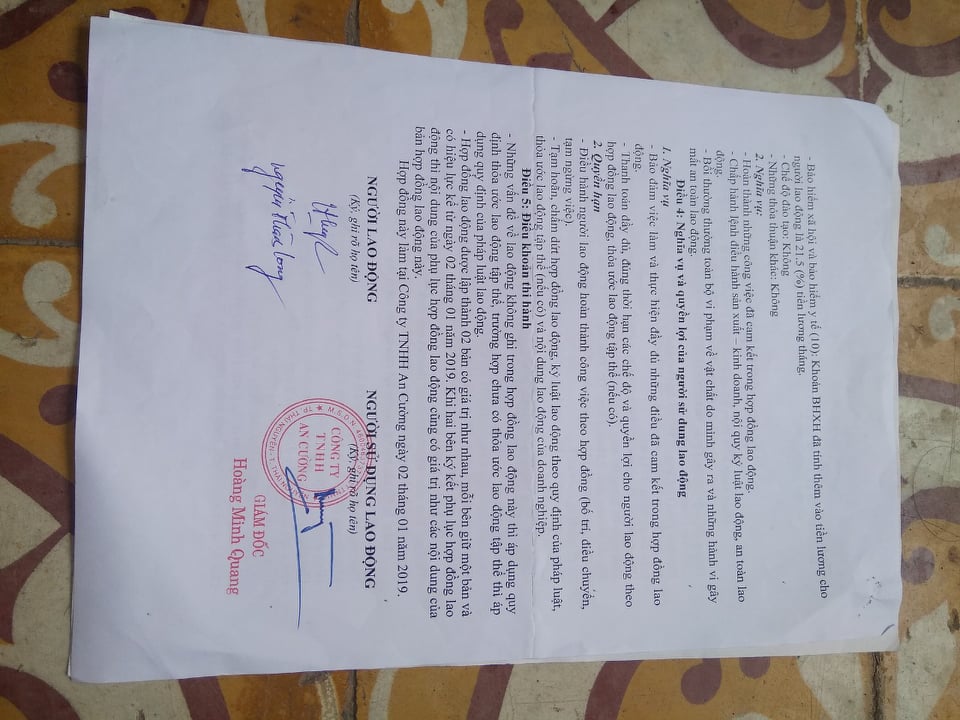 - Bảo hiểm xã hội và bảo hiểm y tế (10): Khoản BHXH đã tính thêm vào tiền lương cho
người lao động là 21.5 (%) tiền lương tháng.
- Chế độ đào tạo: Không
- Những thỏa thuận khác: Không
2. Nghĩa vụ:
- Hoàn thành những công việc đã cam kết trong hợp đồng lao động.
- Chấp hành lệnh điều hành sản xuất – kinh doanh, nội quy kỷ luật lao động, an toàn lao
động.
- Bồi thường thường toàn bộ vi phạm về vật chất do mình gây ra và những hành vi gây
mất an toàn lao động.
Điều 4: Nghĩa vụ và quyền lợi của người sử dụng lao động
1. Nghĩa vụ
- Bảo đảm việc làm và thực hiện đầy đủ những điều đã cam kết trong hợp đồng lao
động.
- Thanh toán đầy đủ, đúng thời hạn các chế độ và quyền lợi cho người lao động theo
hợp đồng lao động, thỏa ước lao động tập thể (nếu có).
2. Quyền hạn
- Điều hành người lao động hoàn thành công việc theo hợp đồng (bố trí, điều chuyển,
tạm ngừng việc).
- Tạm hoãn, chấm dứt hợp đồng lao động, kỷ luật lao động theo quy định của pháp luật,
thỏa ước lao động tập thể (nếu có) và nội dung lao động của doanh nghiệp.
Điều 5: Điều khoản thi hành
- Những vấn đề về lao động không ghi trong hợp đồng lao động này thì áp dụng quy
định thỏa ước lao động tập thể, trường hợp chưa có thỏa ước lao động tập thể thì áp
dụng quy định của pháp luật lao động.
- Hợp đồng lao động được lập thành 02 bản có giá trị như nhau, mỗi bên giữ một bản và
có hiệu lực kể từ ngày 02 tháng 01 năm 2019. Khi hai bên ký kết phụ lục hợp đồng lao
động thì nội dung của phụ lục hợp đồng lao động cũng có giá trị như các nội dung của
bản hợp đồng lao động này.
Hợp đồng này làm tại Công ty TNHH An Cường ngày 02 tháng 01 năm 2019.
NGƯỜI LAO ĐỘNG
(Ký, ghi rõ họ tên)
NGƯỜI SỬ DỤNG LAO ĐỘNG
(Ký, ghi rõ họ tên)
CÔNG TY
TNHH
AN CƯỜNG
GIÁM ĐỐC
Hoàng Minh Quang